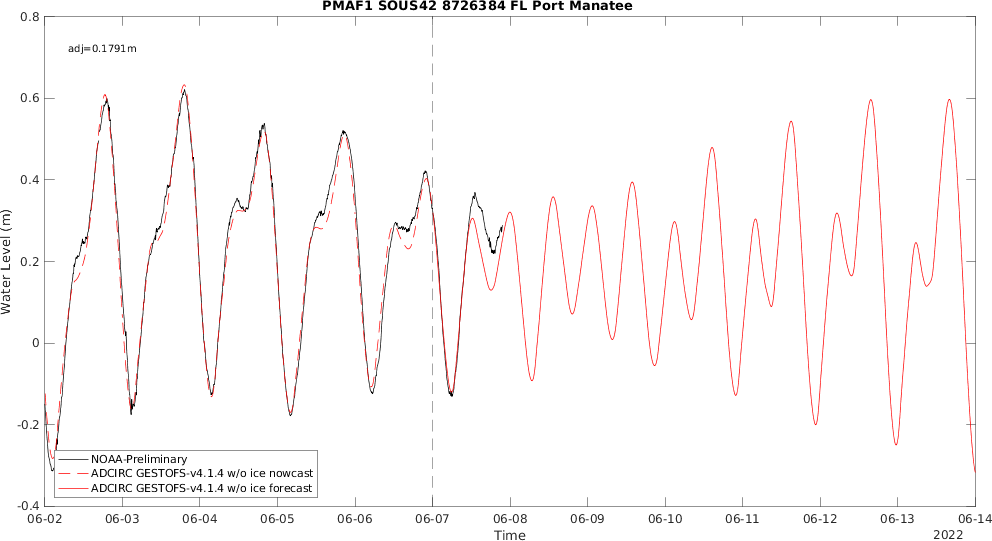 PMAF1 SOUS42 8726384 FL Port Manatee
adj=0.1791m
Water Level (m)
0.8
0.6
0.4
0.2
0
-0.2
-0.4
NOAA-Preliminary
ADCIRC GESTOFS-v4.1.4 w/o ice nowcast
ADCIRC GESTOFS-v4.1.4 w/o ice forecast
06-02 06-03 06-04 06-05 06-06 06-07 06-08 06-09 06-10 06-11 06-12 06-13 06-14
Time
2022